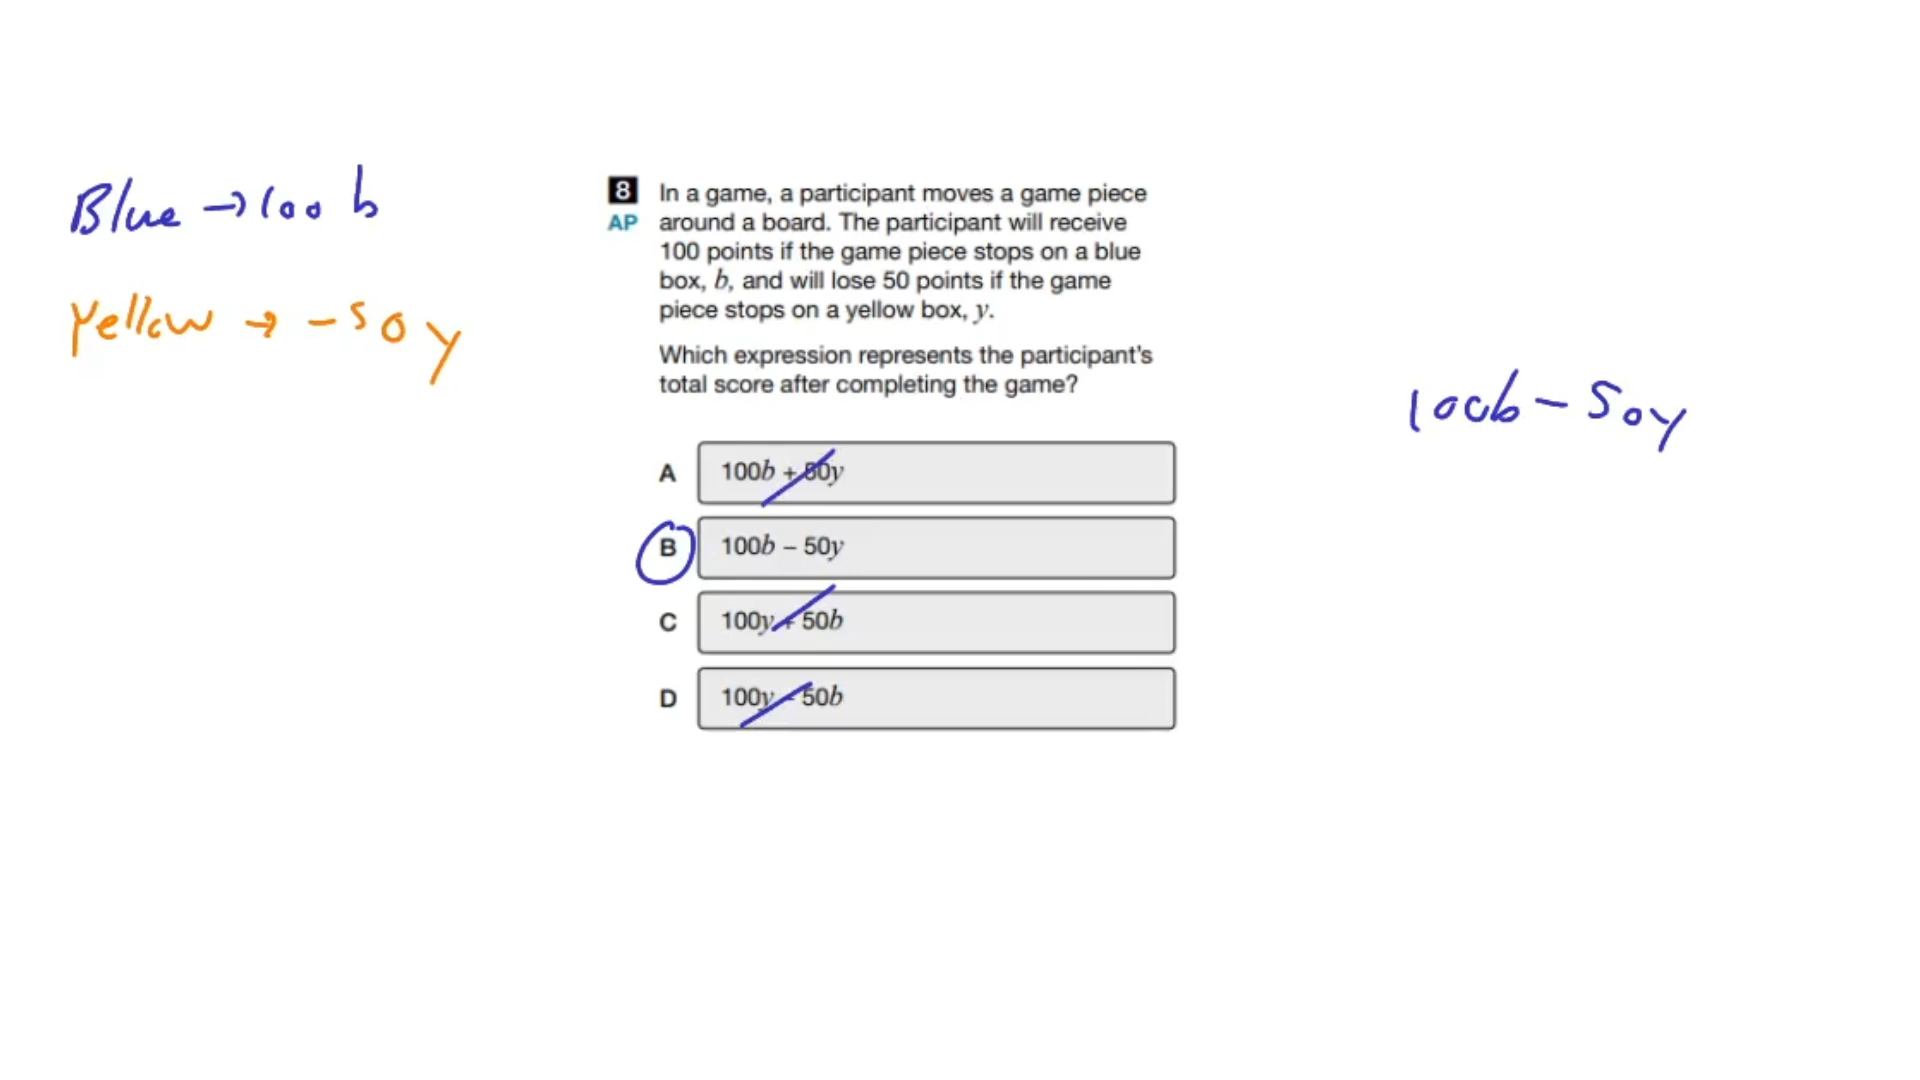 Blue → 100 b
Yellow → -50y
8 In a game, a participant moves a game piece
AP around a board. The participant will receive
100 points if the game piece stops on a blue
box, b, and will lose 50 points if the game
piece stops on a yellow box, y.
Which expression represents the participant's
total score after completing the game?
100b - 50y
A 100b + 50y
B 100b – 50y
C 100y + 50b
D 100y – 50b